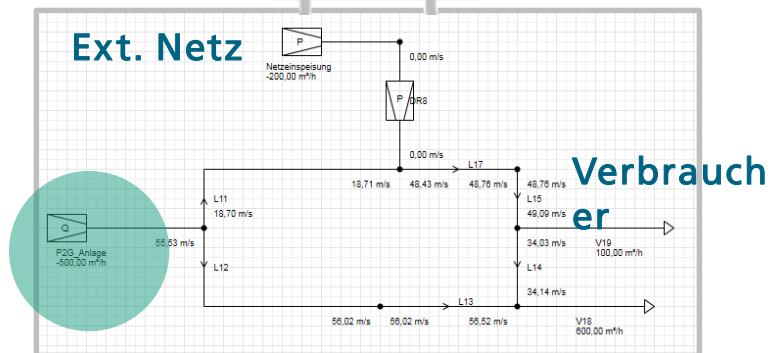 Ext. Netz
P
Netzeinspeisung
-200,00 m³/h
0,00 m/s
P
DR8
0,00 m/s
L17
18,71 m/s
48,43 m/s
48,76 m/s
48,76 m/s
Verbrauch
er
L11
18,70 m/s
L15
49,09 m/s
Q
P2G_Anlage
-500,00 m³/h
55,53 m/s
34,03 m/s
V19
100,00 m³/h
L12
L14
34,14 m/s
L13
56,02 m/s
56,02 m/s
56,52 m/s
V18
600,00 m³/h